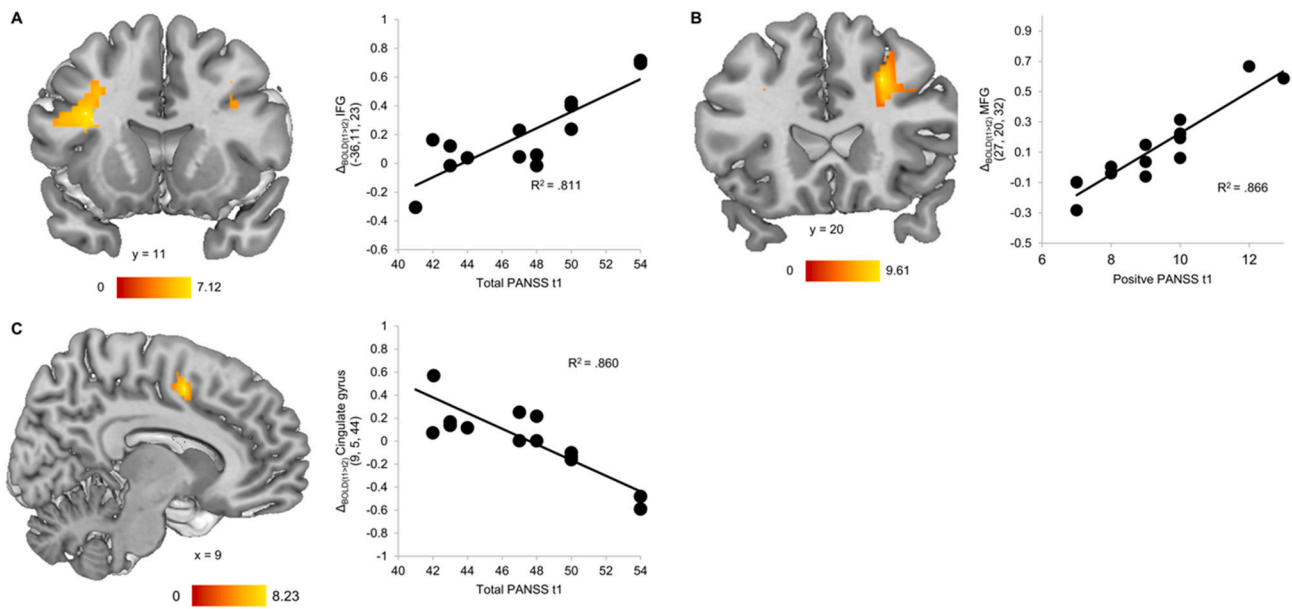 A
1
0.8
0.6
0.4
0.2
0
-0.2
-0.4
-0.6
Δ BOLD(t1>t2) IFG
(-36,11, 23)
R² = .811
40 42 44 46 48 50 52 54
Total PANSS t1
y = 11
0 7.12
B
0.9
0.7
0.5
0.3
0.1
-0.1
-0.3
-0.5
Δ BOLD(t1>t2) MFG
(27, 20, 32)
R² = .866
6 8 10 12
Positve PANSS t1
y = 20
0 9.61
C
1
0.8
0.6
0.4
0.2
0
-0.2
-0.4
-0.6
-0.8
-1
Δ BOLD(t1>t2) Cingulate gyrus
(9, 5, 44)
R² = .860
40 42 44 46 48 50 52 54
Total PANSS t1
x = 9
0 8.23